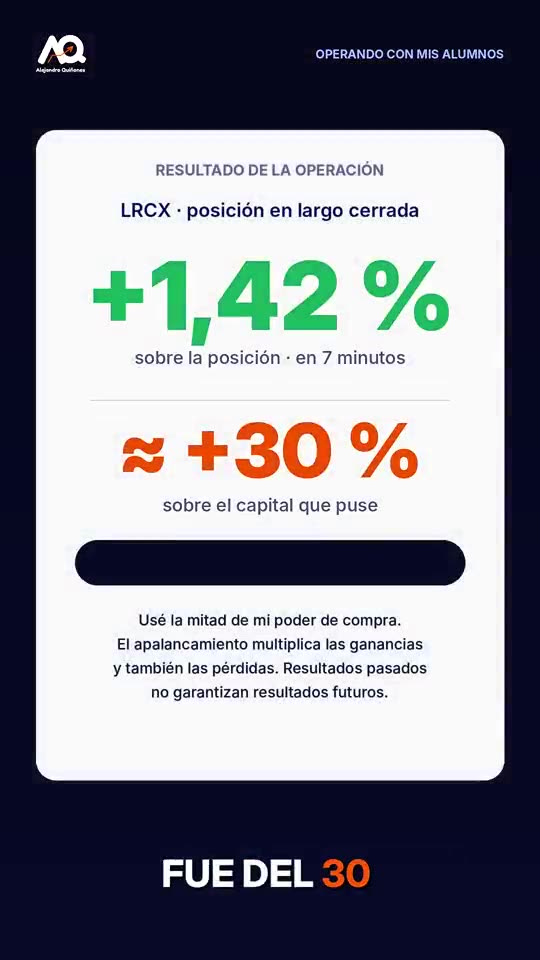 AQ
Alejandro Quiñones
OPERANDO CON MIS ALUMNOS
RESULTADO DE LA OPERACIÓN
LRCX · posición en largo cerrada
+1,42 %
sobre la posición · en 7 minutos
≈ +30 %
sobre el capital que puse
Usé la mitad de mi poder de compra.
El apalancamiento multiplica las ganancias
y también las pérdidas. Resultados pasados
no garantizan resultados futuros.
FUE DEL 30